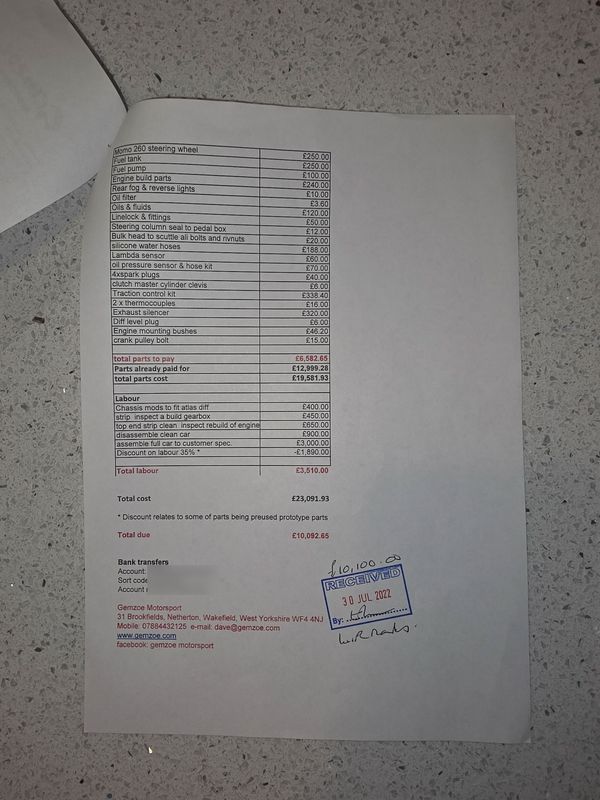 Momo 260 steering wheel £250.00
Fuel tank £250.00
Fuel pump £100.00
Engine build parts £240.00
Rear fog & reverse lights £10.00
Oil filter £3.60
Oils & fluids £120.00
Linelock & fittings £50.00
Steering column seal to pedal box £12.00
Bulk head to scuttle ali bolts and rivnuts £20.00
silicone water hoses £188.00
Lambda sensor £60.00
oil pressure sensor & hose kit £70.00
4xspark plugs £40.00
clutch master cylinder clevis £6.00
Traction control kit £338.40
2 x thermocouples £16.00
Exhaust silencer £320.00
Diff level plug £6.00
Engine mounting bushes £46.20
crank pulley bolt £15.00
total parts to pay £6,582.65
Parts already paid for £12,999.28
total parts cost £19,581.93
Labour
Chassis mods to fit atlas diff £400.00
strip inspect a build gearbox £450.00
top end strip clean inspect rebuild of engine £650.00
disassemble clean car £900.00
assemble full car to customer spec. £3,000.00
Discount on labour 35% * -£1,890.00
Total labour £3,510.00
Total cost £23,091.93
* Discount relates to some of parts being preused prototype parts
Total due £10,092.65
Bank transfers
Account:
Sort code
Account
Gemzoe Motorsport
31 Brookfields, Netherton, Wakefield, West Yorkshire WF4 4NJ
Mobile: 07884432125 e-mail: dave@gemzoe.com
www.gemzoe.com
facebook: gemzoe motorsport
£10,100.00
RECEIVED
30 JUL 2022
By: